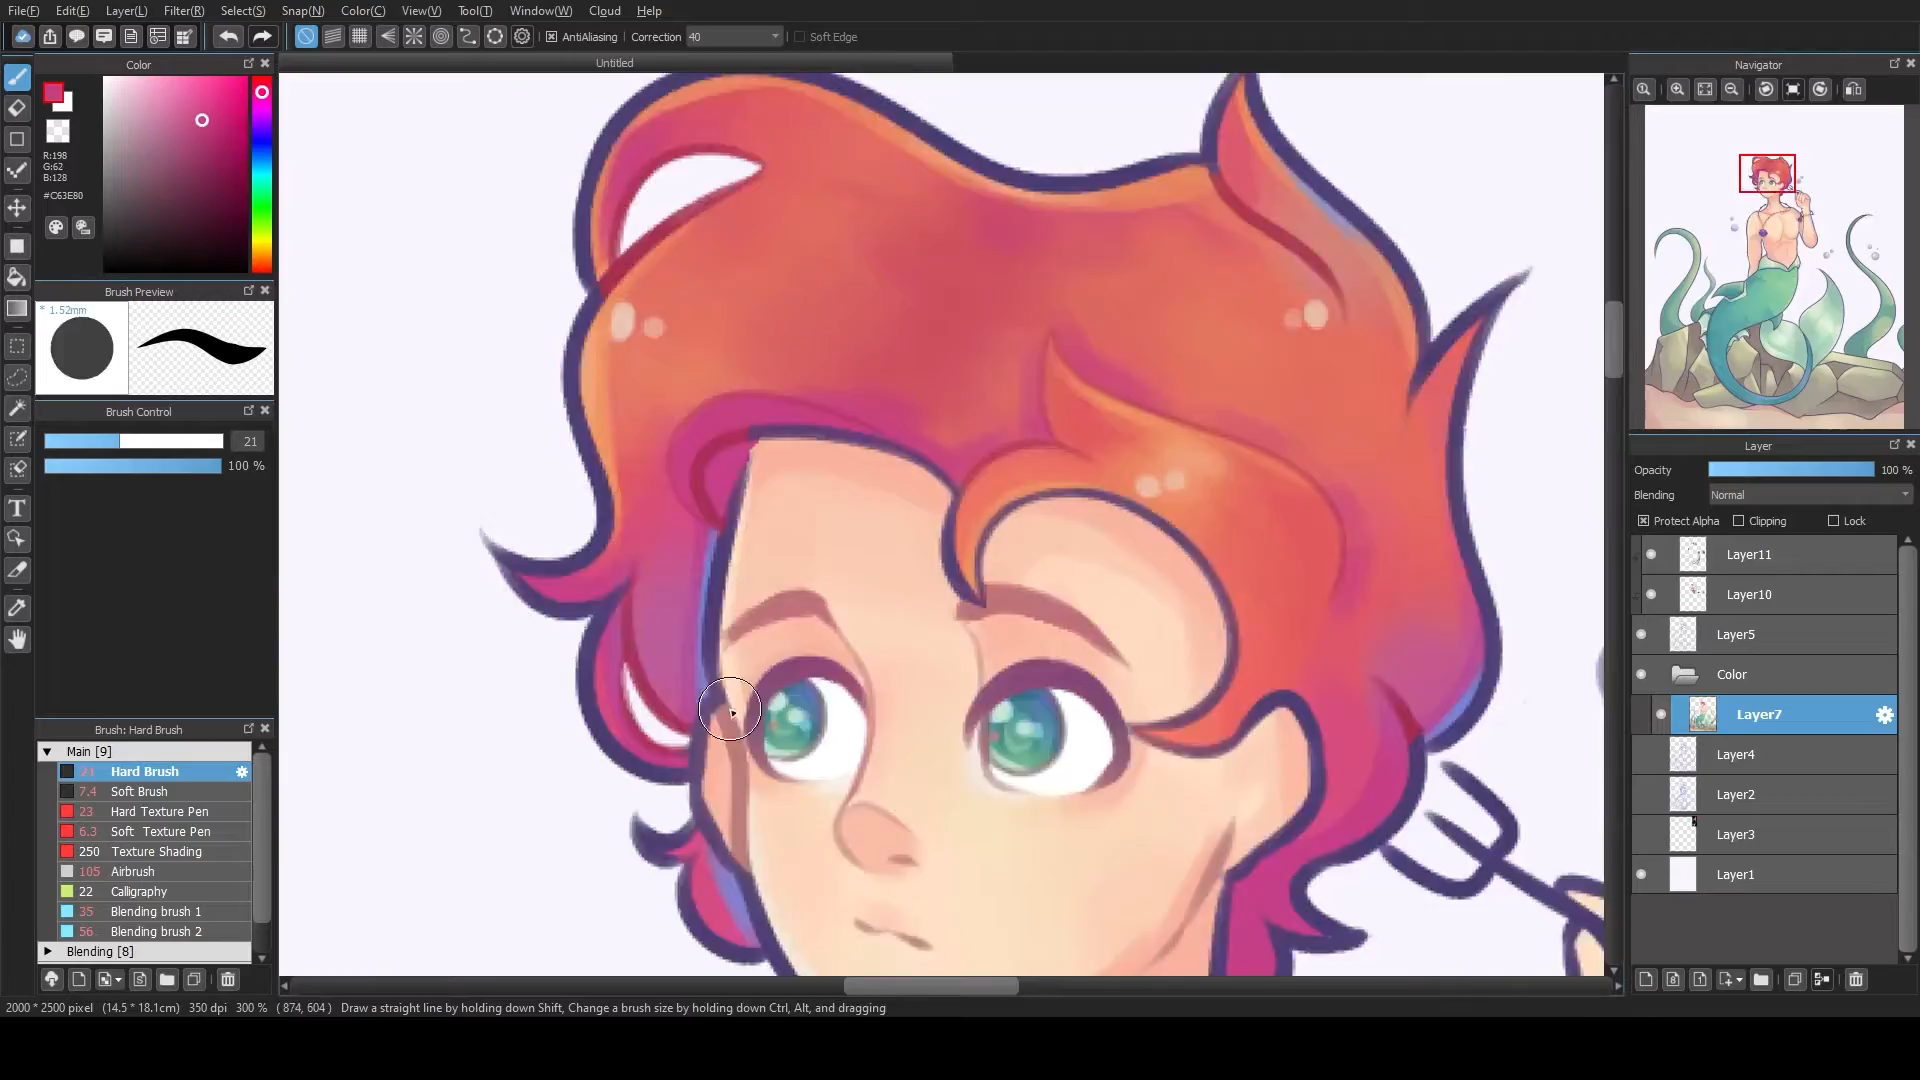 File(F) Edit(E) Layer(L) Filter(R) Select(S) Snap(N) Color(C) View(V) Tool(T) Window(W) Cloud Help
AntiAliasing Correction 40 Soft Edge
Color
R:198
G:62
B:128
#C63E80
Brush Preview
* 1.52mm
Brush Control
21
100 %
Brush: Hard Brush
Main [9]
21 Hard Brush
7.4 Soft Brush
23 Hard Texture Pen
6.3 Soft Texture Pen
250 Texture Shading
105 Airbrush
22 Calligraphy
35 Blending brush 1
56 Blending brush 2
Blending [8]
Untitled
Navigator
Layer
Opacity 100 %
Blending Normal
Protect Alpha Clipping Lock
Layer11
Layer10
Layer5
Color
Layer7
Layer4
Layer2
Layer3
Layer1
2000 * 2500 pixel (14.5 * 18.1cm) 350 dpi 300 % ( 874, 604 ) Draw a straight line by holding down Shift, Change a brush size by holding down Ctrl, Alt, and dragging